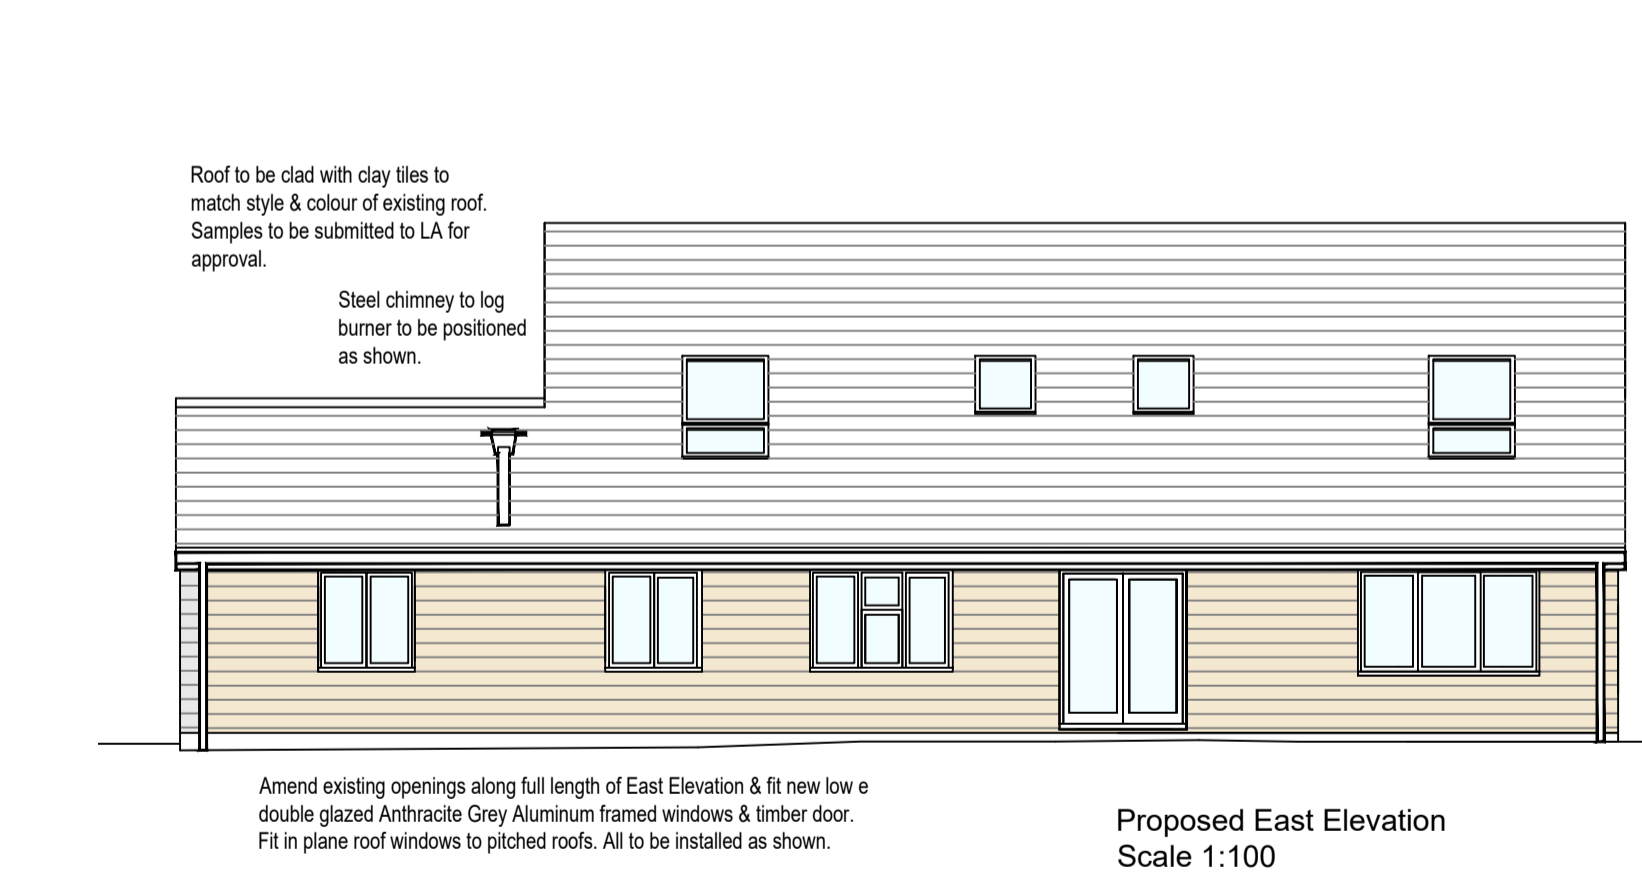 Roof to be clad with clay tiles to
match style & colour of existing roof.
Samples to be submitted to LA for
approval.
Steel chimney to log
burner to be positioned
as shown.
Amend existing openings along full length of East Elevation & fit new low e
double glazed Anthracite Grey Aluminum framed windows & timber door.
Fit in plane roof windows to pitched roofs. All to be installed as shown.
Proposed East Elevation
Scale 1:100